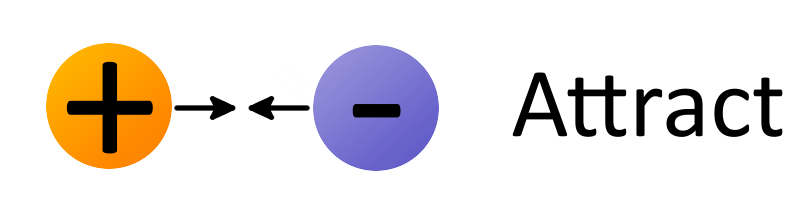 + - Attract